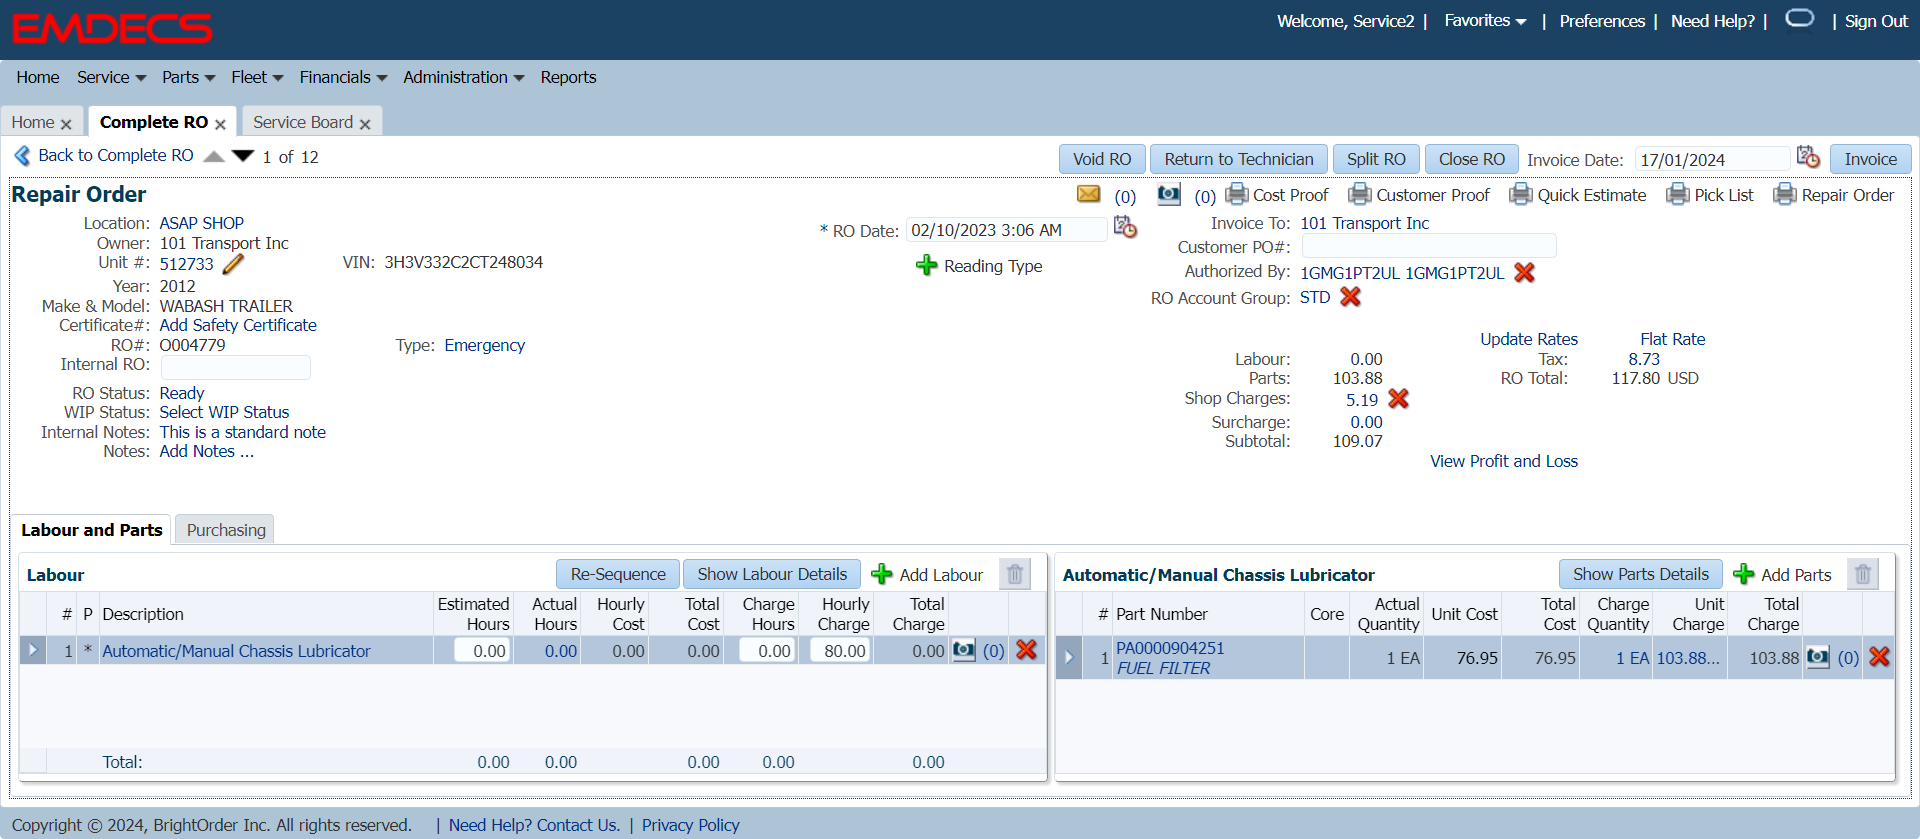 EMDECS
Welcome, Service2 | Favorites | Preferences | Need Help? | | Sign Out
Home Service Parts Fleet Financials Administration Reports
Home Complete RO Service Board
Back to Complete RO 1 of 12 Void RO Return to Technician Split RO Close RO Invoice Date: 17/01/2024 Invoice
Repair Order (0) (0) Cost Proof Customer Proof Quick Estimate Pick List Repair Order
Location: ASAP SHOP
Owner: 101 Transport Inc
Unit #: 512733 VIN: 3H3V332C2CT248034
Year: 2012
Make & Model: WABASH TRAILER
Certificate#: Add Safety Certificate
RO#: O004779 Type: Emergency
Internal RO:
RO Status: Ready
WIP Status: Select WIP Status
Internal Notes: This is a standard note
Notes: Add Notes ...
* RO Date: 02/10/2023 3:06 AM
Reading Type
Invoice To: 101 Transport Inc
Customer PO#:
Authorized By: 1GMG1PT2UL 1GMG1PT2UL
RO Account Group: STD
Update Rates Flat Rate
Labour: 0.00 Tax: 8.73
Parts: 103.88 RO Total: 117.80 USD
Shop Charges: 5.19
Surcharge: 0.00
Subtotal: 109.07
View Profit and Loss
Labour and Parts Purchasing
Labour Re-Sequence Show Labour Details Add Labour
# P Description Estimated Hours Actual Hours Hourly Cost Total Cost Charge Hours Hourly Charge Total Charge
1 * Automatic/Manual Chassis Lubricator 0.00 0.00 0.00 0.00 0.00 80.00 0.00 (0)
Total: 0.00 0.00 0.00 0.00 0.00
Automatic/Manual Chassis Lubricator Show Parts Details Add Parts
# Part Number Core Actual Quantity Unit Cost Total Cost Charge Quantity Unit Charge Total Charge
1 PA0000904251 1 EA 76.95 76.95 1 EA 103.88... 103.88 (0)
FUEL FILTER
Copyright © 2024, BrightOrder Inc. All rights reserved. | Need Help? Contact Us. | Privacy Policy